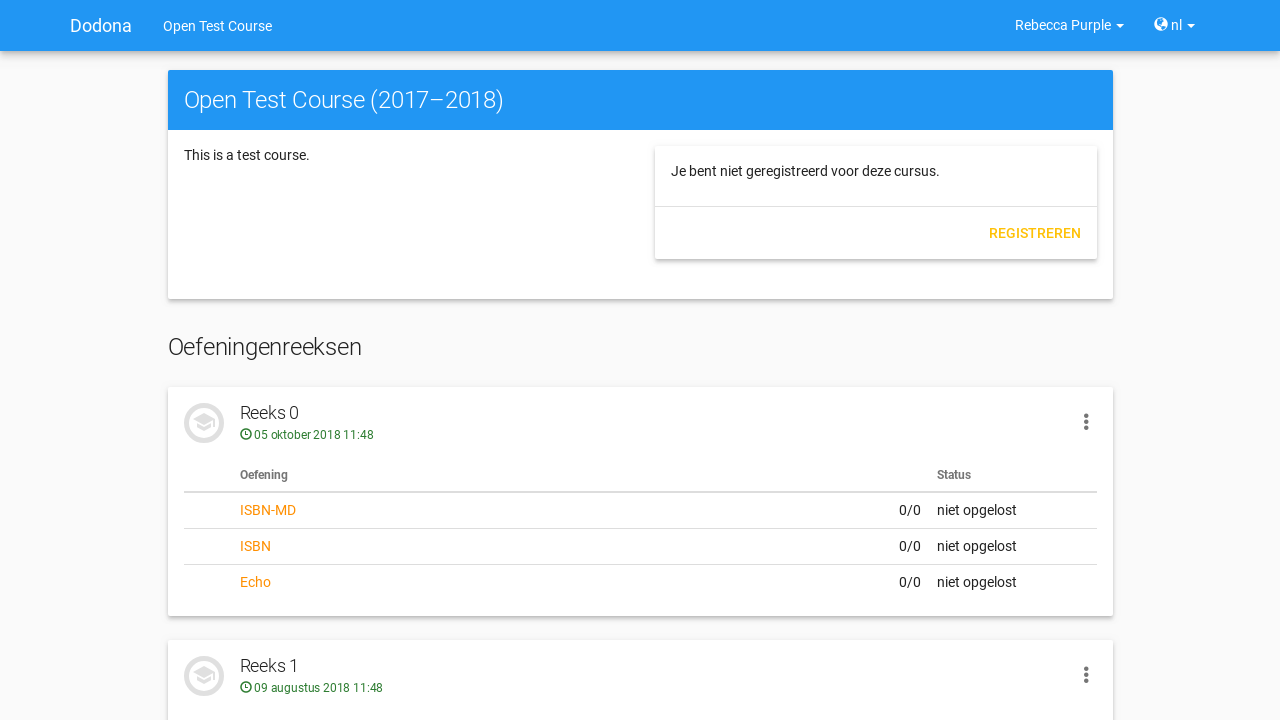 Dodona
Open Test Course
Rebecca Purple
nl
Open Test Course (2017–2018)
This is a test course.
Je bent niet geregistreerd voor deze cursus.
REGISTREREN
Oefeningenreeksen
Reeks 0
05 oktober 2018 11:48
Oefening Status
ISBN-MD 0/0 niet opgelost
ISBN 0/0 niet opgelost
Echo 0/0 niet opgelost
Reeks 1
09 augustus 2018 11:48